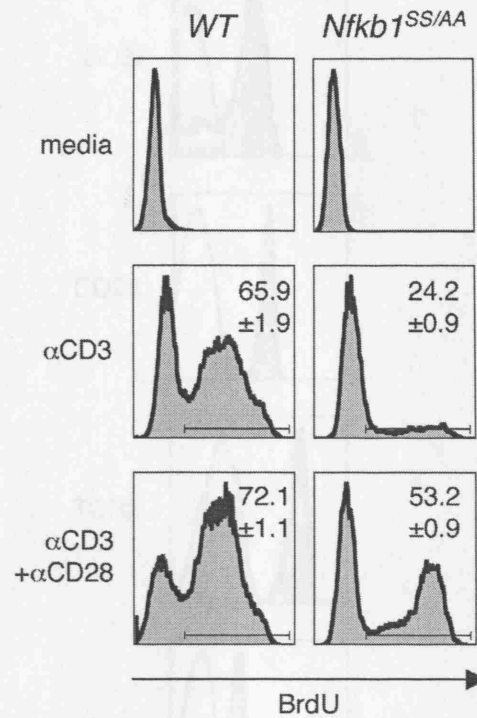 WT Nfkb1SS/AA
media
αCD3
65.9
±1.9
24.2
±0.9
αCD3
+αCD28
72.1
±1.1
53.2
±0.9
BrdU